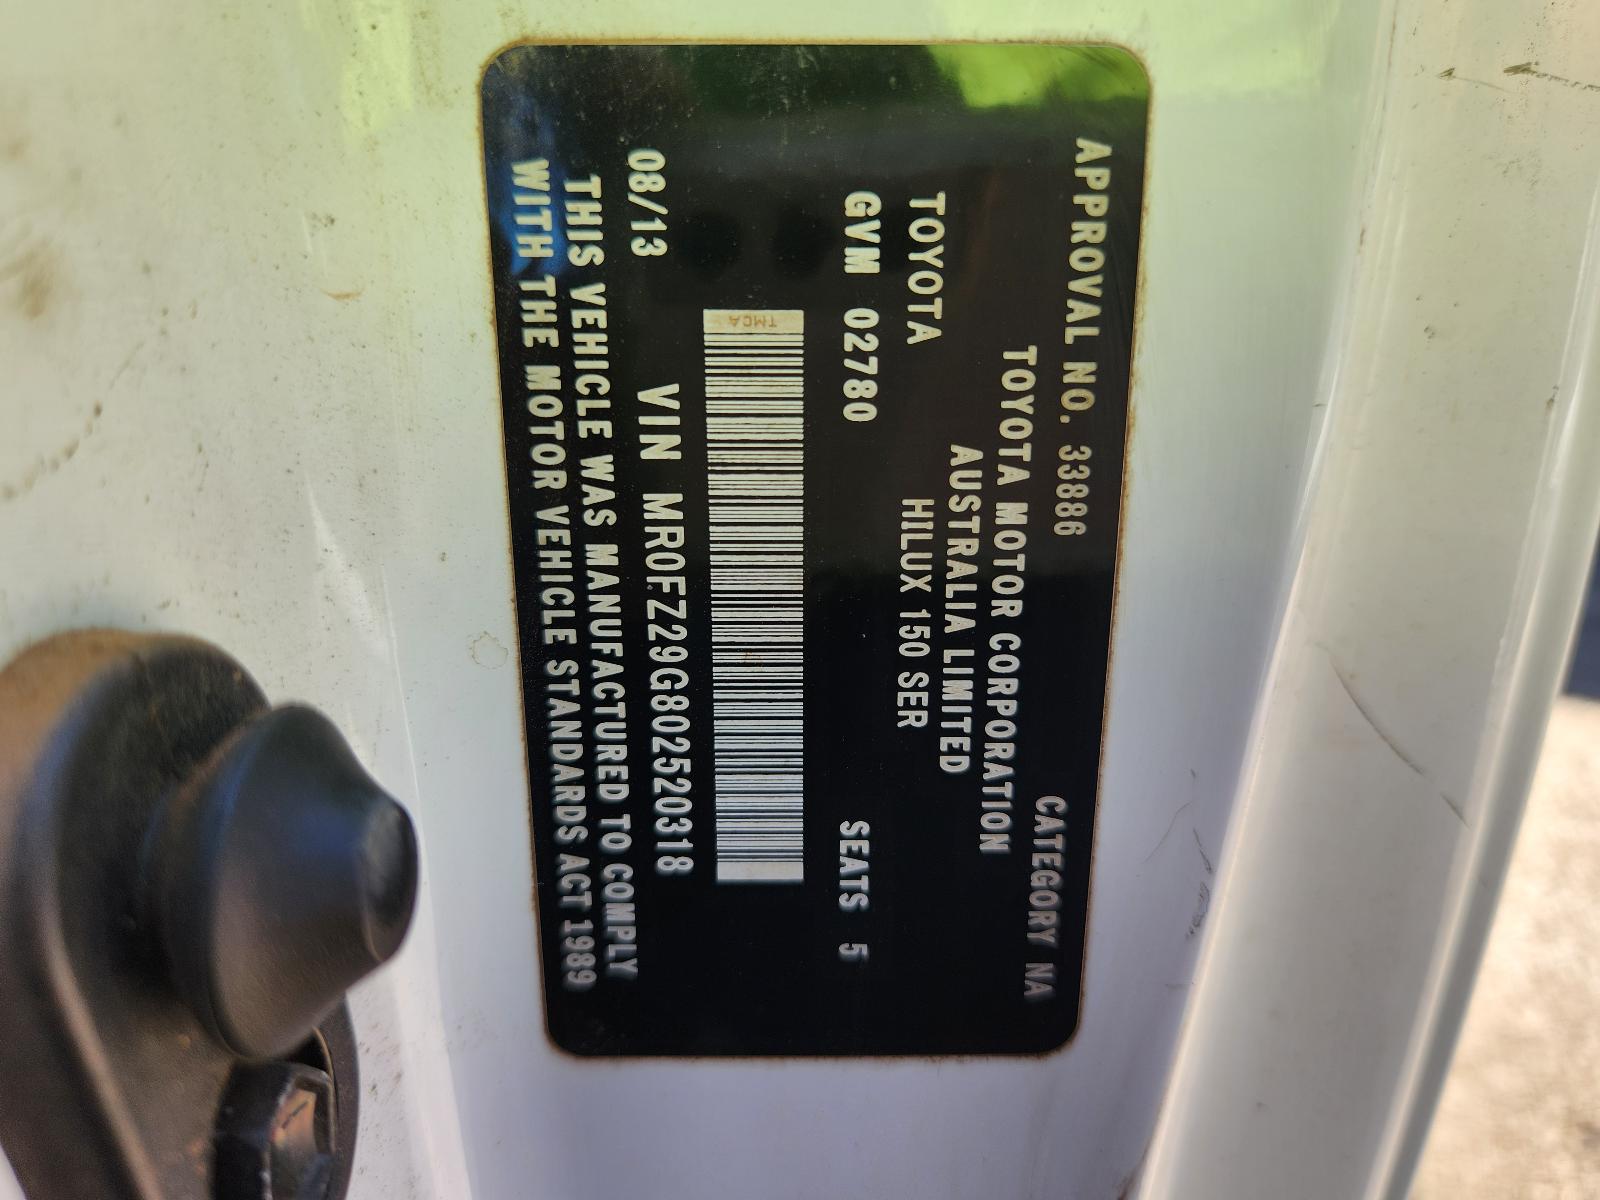 APPROVAL NO. 33886 CATEGORY NA
TOYOTA MOTOR CORPORATION
AUSTRALIA LIMITED
TOYOTA HILUX 150 SER
GVM 02780 SEATS 5
TMCA
08/13 VIN MR0FZ29G802520318
THIS VEHICLE WAS MANUFACTURED TO COMPLY
WITH THE MOTOR VEHICLE STANDARDS ACT 1989